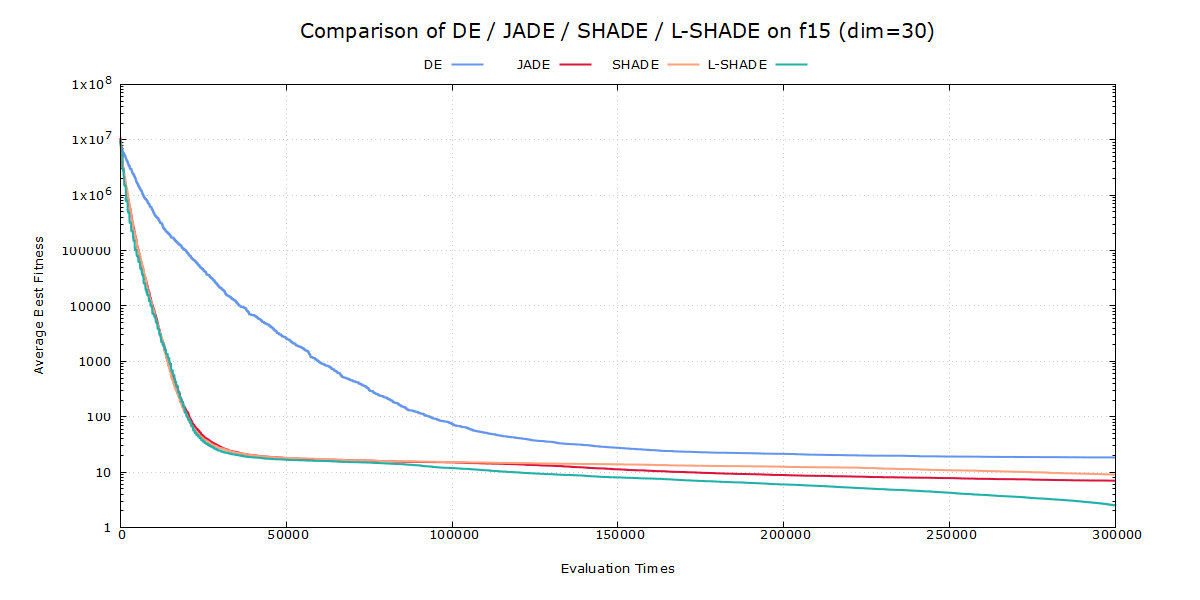 Comparison of DE / JADE / SHADE / L-SHADE on f15 (dim=30)
DE JADE SHADE L-SHADE
1x10^8
1x10^7
1x10^6
100000
10000
1000
100
10
1
Average Best Fitness
0 50000 100000 150000 200000 250000 300000
Evaluation Times